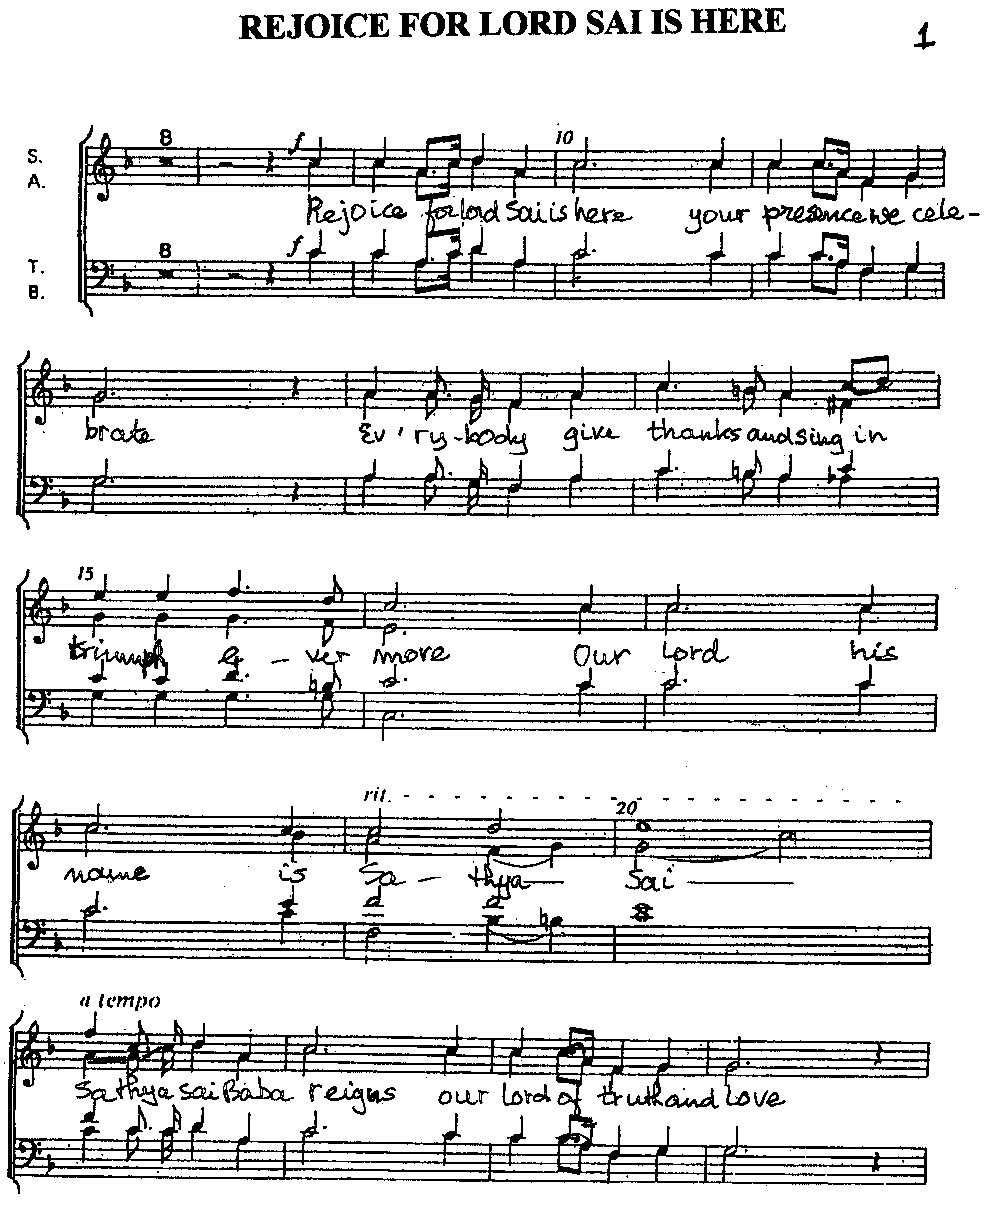 REJOICE FOR LORD SAI IS HERE
1
8
10
S.
A.
f
Rejoice for lord Sai is here your presence we cele-
8
f
T.
B.
brate Ev'ry-body give thanks and sing in
15
triumph e-ver more Our lord his
rit.
20
name is Sa-thya Sai
a tempo
Sathya Sai Baba reigns our lord of truth and love